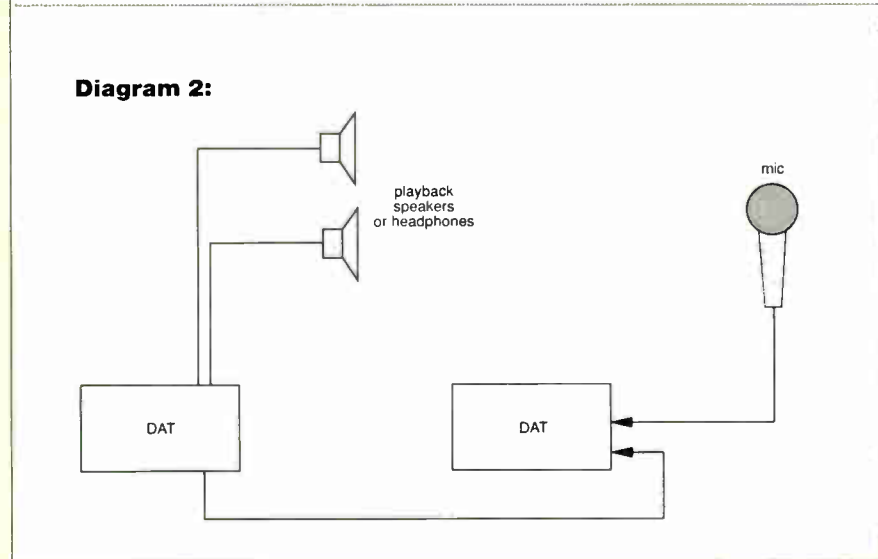 Diagram 2:
playback
speakers
or headphones
mic
DAT
DAT